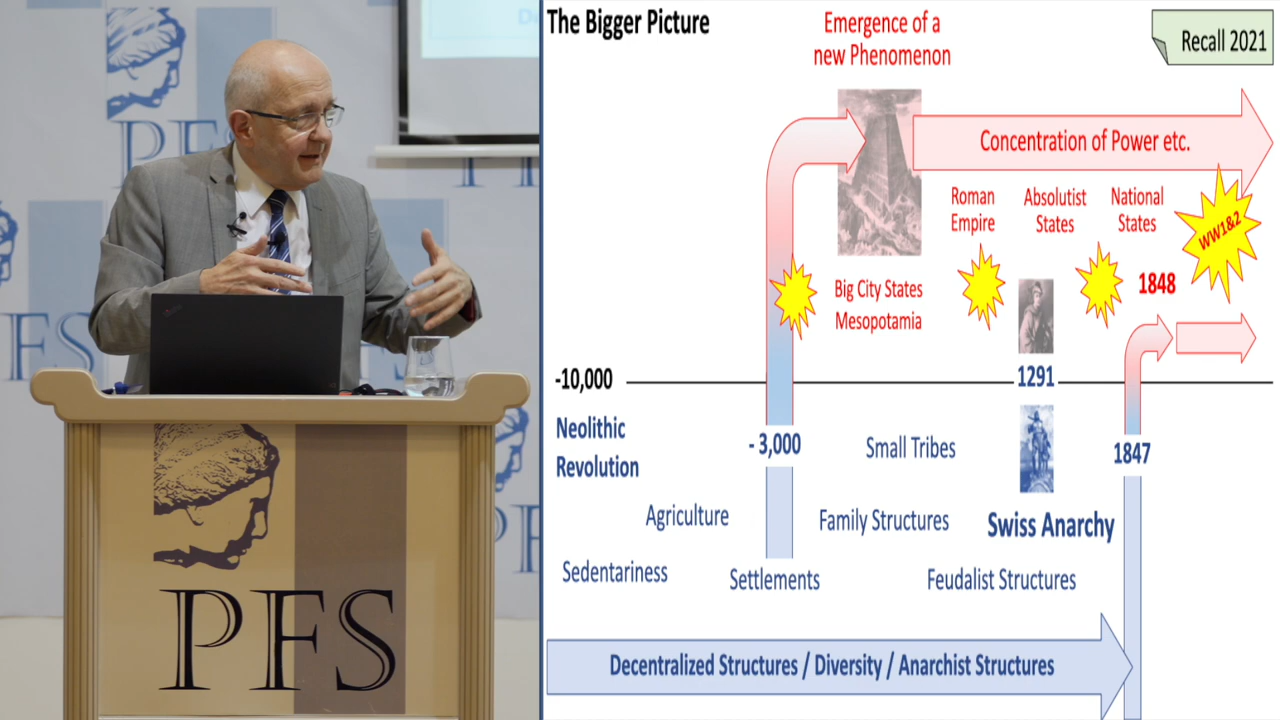 PFS
PFS
PFS
The Bigger Picture
Emergence of a
new Phenomenon
Recall 2021
Concentration of Power etc.
Roman
Empire
Absolutist
States
National
States
WW1&2
Big City States
Mesopotamia
1848
-10,000
1291
Neolithic
Revolution
- 3,000
Small Tribes
1847
Agriculture
Family Structures
Swiss Anarchy
Sedentariness
Settlements
Feudalist Structures
Decentralized Structures / Diversity / Anarchist Structures